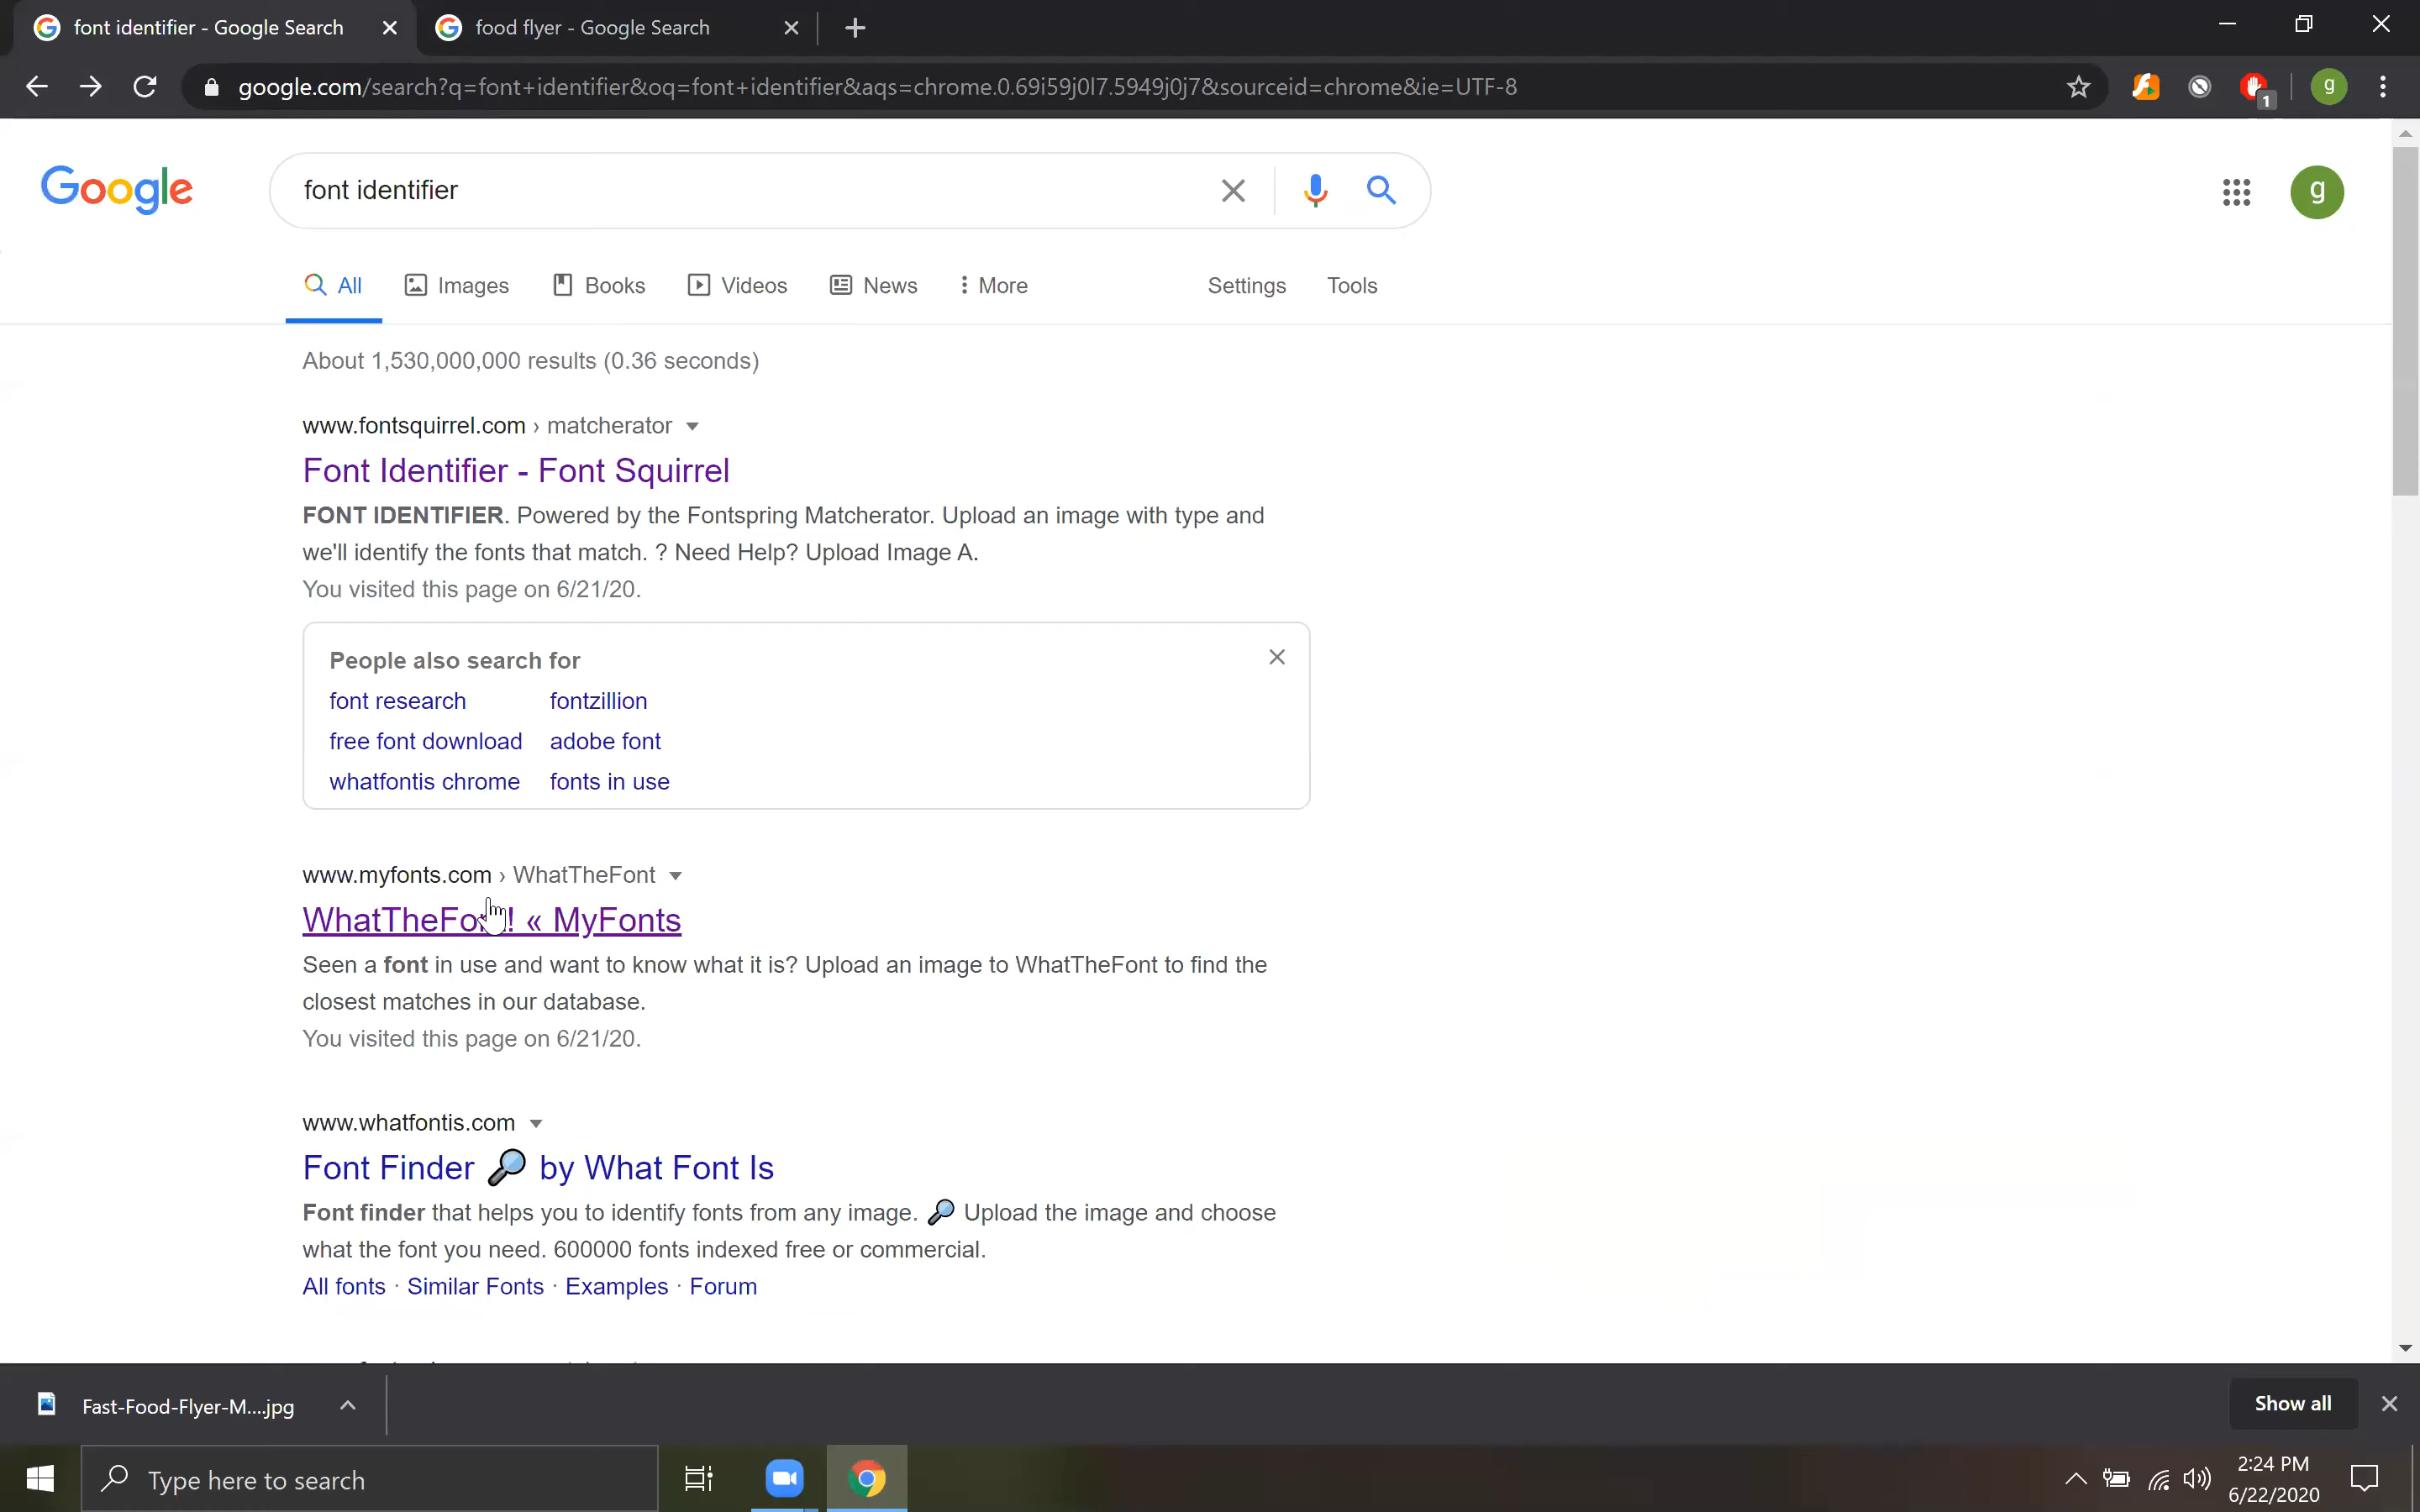 font identifier - Google Search
food flyer - Google Search
google.com/search?q=font+identifier&oq=font+identifier&aqs=chrome.0.69i59j0l7.5949j0j7&sourceid=chrome&ie=UTF-8
1
g
Google
font identifier
g
All
Images
Books
Videos
News
More
Settings
Tools
About 1,530,000,000 results (0.36 seconds)
www.fontsquirrel.com › matcherator
Font Identifier - Font Squirrel
FONT IDENTIFIER. Powered by the Fontspring Matcherator. Upload an image with type and
we'll identify the fonts that match. ? Need Help? Upload Image A.
You visited this page on 6/21/20.
People also search for
font research fontzillion
free font download adobe font
whatfontis chrome fonts in use
www.myfonts.com › WhatTheFont
WhatTheFont! « MyFonts
Seen a font in use and want to know what it is? Upload an image to WhatTheFont to find the
closest matches in our database.
You visited this page on 6/21/20.
www.whatfontis.com
Font Finder 🔎 by What Font Is
Font finder that helps you to identify fonts from any image. 🔎 Upload the image and choose
what the font you need. 600000 fonts indexed free or commercial.
All fonts · Similar Fonts · Examples · Forum
Fast-Food-Flyer-M....jpg
Show all
Type here to search
2:24 PM
6/22/2020